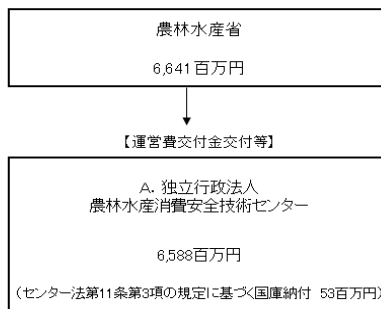 農林水産省
6,641百万円
【運営費交付金交付等】
A. 独立行政法人
農林水産消費安全技術センター
6,588百万円
(センター法第11条第3項の規定に基づく国庫納付 53百万円)